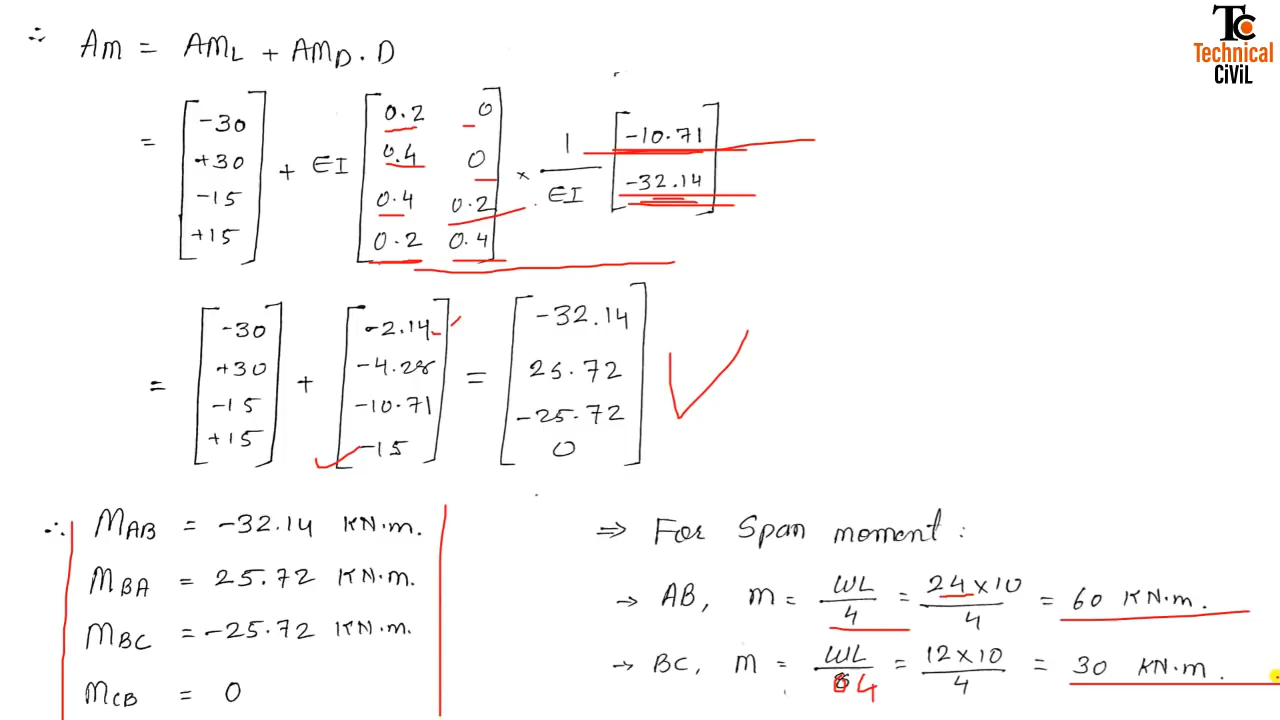 Technical
CiViL
∴ Am = AML + AMD . D
= [-30 +30 -15 +15] + EI [0.2 0 0.4 0 0.4 0.2 0.2 0.4] × 1/EI [-10.71 -32.14]
= [-30 +30 -15 +15] + [-2.14 -4.28 -10.71 -15] = [-32.14 25.72 -25.72 0]
∴ MAB = -32.14 KN.m.
MBA = 25.72 KN.m.
MBC = -25.72 KN.m.
MCB = 0
⇒ For Span moment :
→ AB, m = WL/4 = 24×10/4 = 60 KN.m.
→ BC, m = WL/4 = 12×10/4 = 30 KN.m.